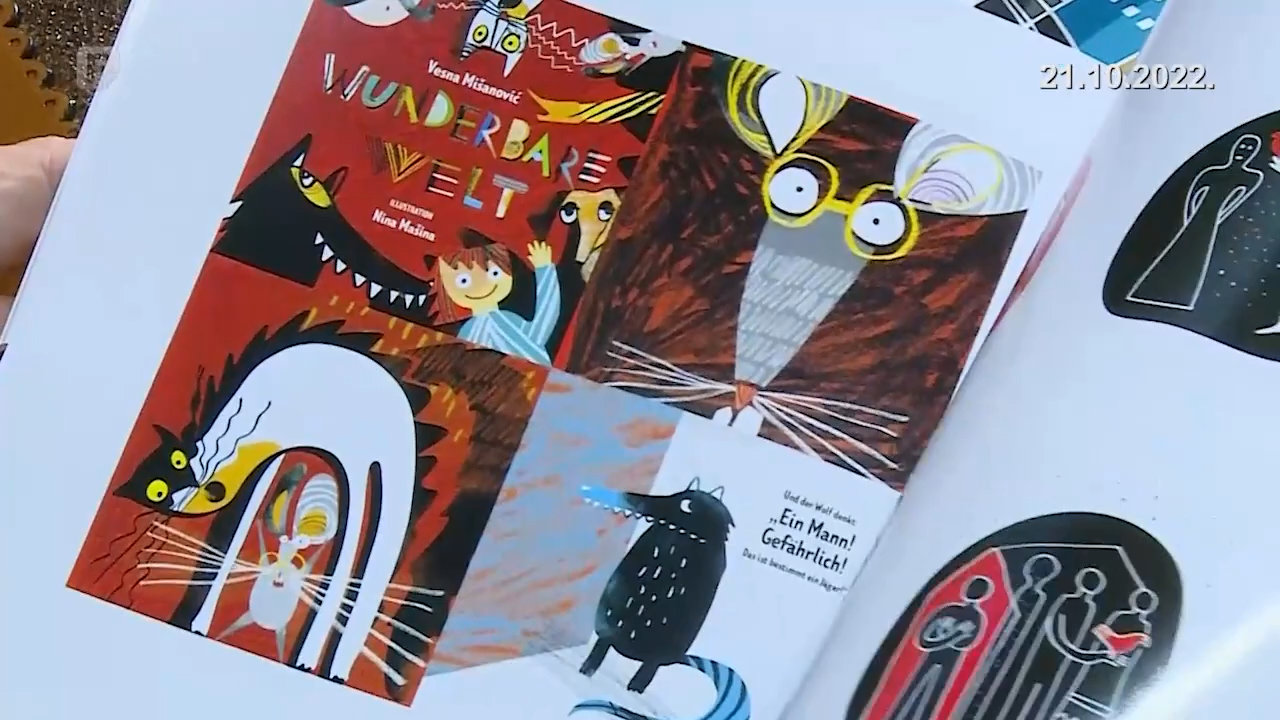 21.10.2022.
Vesna Mišanović
WUNDERBARE
WELT
ILLUSTRATION
Nina Mašina
Und der Wolf denkt:
„Ein Mann!
Gefährlich!
Das ist bestimmt ein Jäger!“